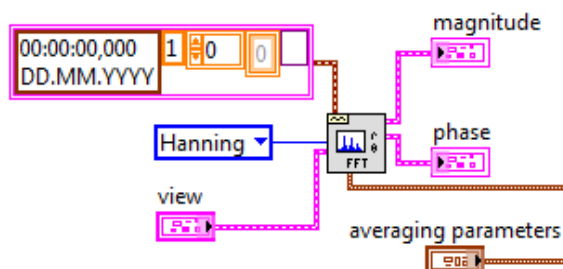 magnitude
00:00:00,000 1 0 0
DD.MM.YYYY
Hanning
r
θ
FFT
phase
view
averaging parameters